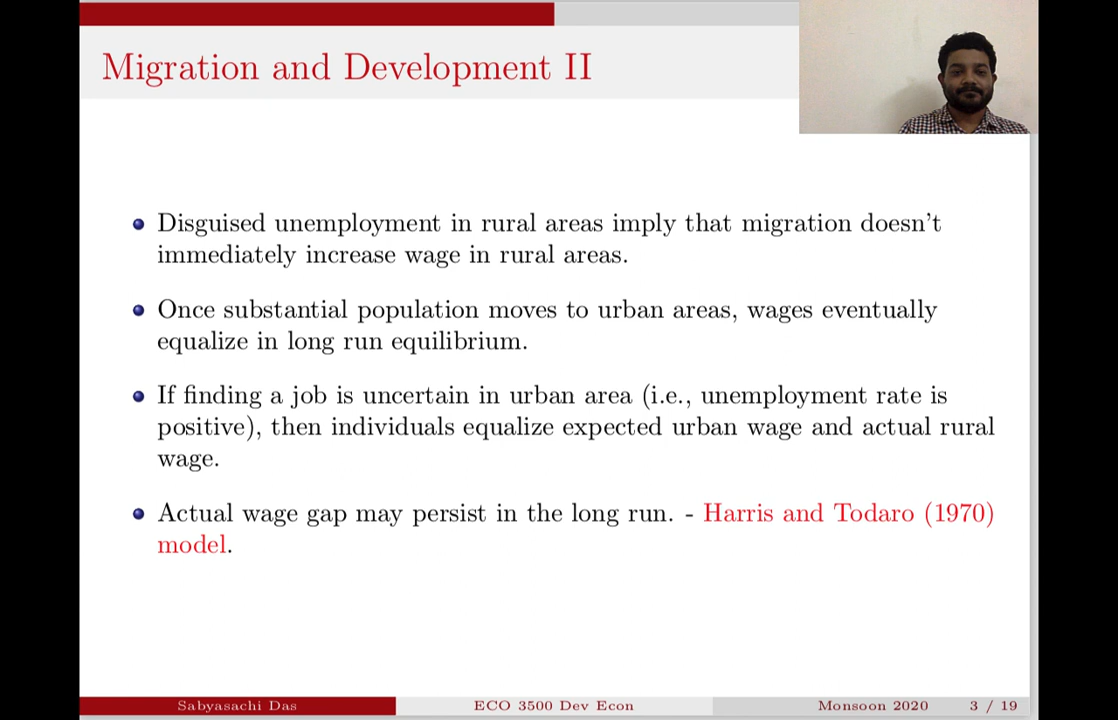 Migration and Development II
Disguised unemployment in rural areas imply that migration doesn't
immediately increase wage in rural areas.
Once substantial population moves to urban areas, wages eventually
equalize in long run equilibrium.
If finding a job is uncertain in urban area (i.e., unemployment rate is
positive), then individuals equalize expected urban wage and actual rural
wage.
Actual wage gap may persist in the long run. - Harris and Todaro (1970)
model.
Sabyasachi Das ECO 3500 Dev Econ Monsoon 2020 3 / 19